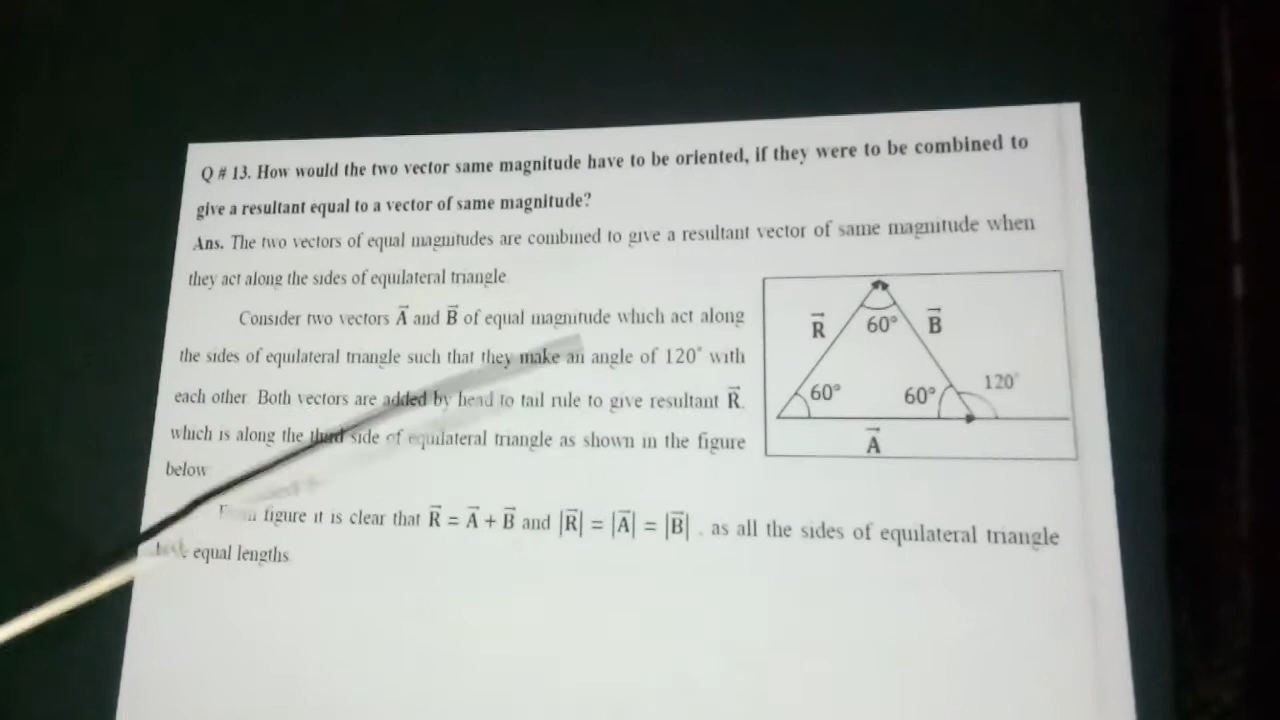 Q # 13. How would the two vector same magnitude have to be oriented, if they were to be combined to
give a resultant equal to a vector of same magnitude?
Ans. The two vectors of equal magnitudes are combined to give a resultant vector of same magnitude when
they act along the sides of equilateral triangle.
Consider two vectors A⃗ and B⃗ of equal magnitude which act along
the sides of equilateral triangle such that they make an angle of 120° with
each other. Both vectors are added by head to tail rule to give resultant R⃗.
which is along the third side of equilateral triangle as shown in the figure
below
R⃗ 60° B⃗
60° 60° 120°
A⃗
figure it is clear that R⃗ = A⃗ + B⃗ and |R⃗| = |A⃗| = |B⃗| , as all the sides of equilateral triangle
equal lengths.